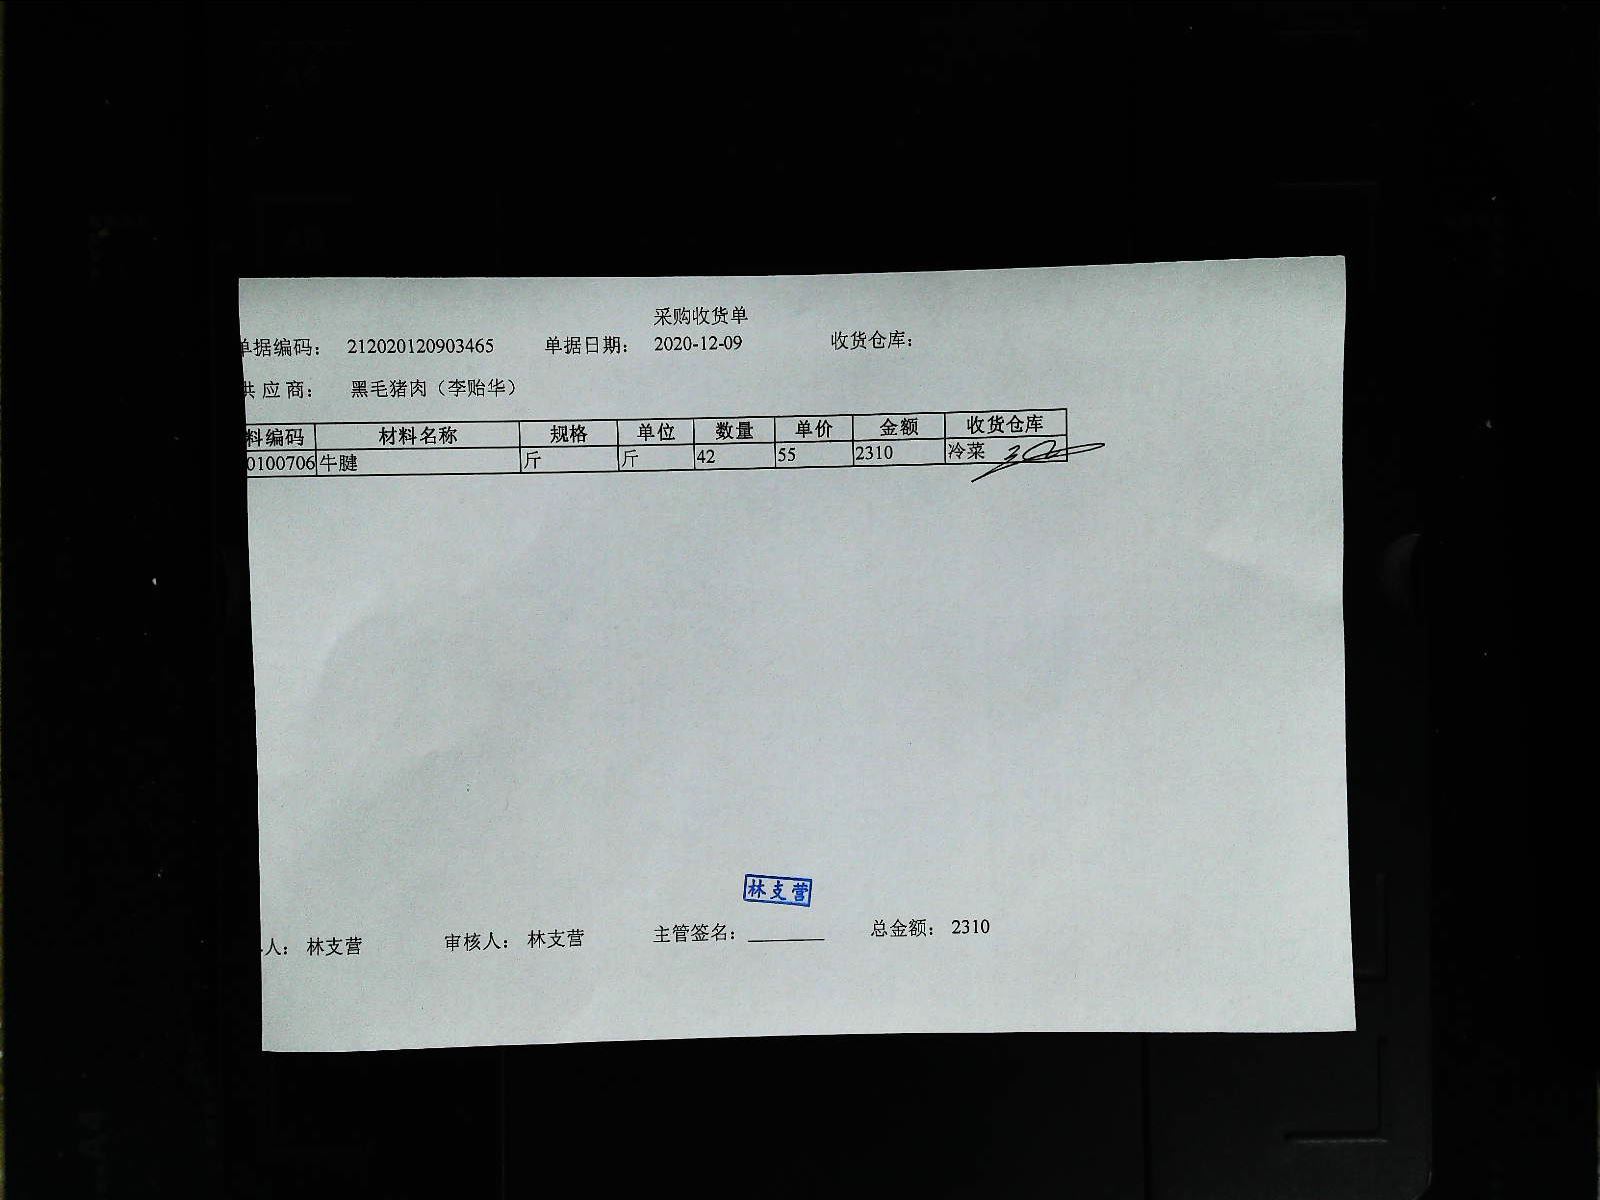 采购收货单
单据编码： 212020120903465 单据日期： 2020-12-09 收货仓库：
供应商： 黑毛猪肉（李贻华）
料编码 材料名称 规格 单位 数量 单价 金额 收货仓库
0100706 牛腱 斤 斤 42 55 2310 冷菜
林支营
人： 林支营 审核人： 林支营 主管签名： 总金额： 2310